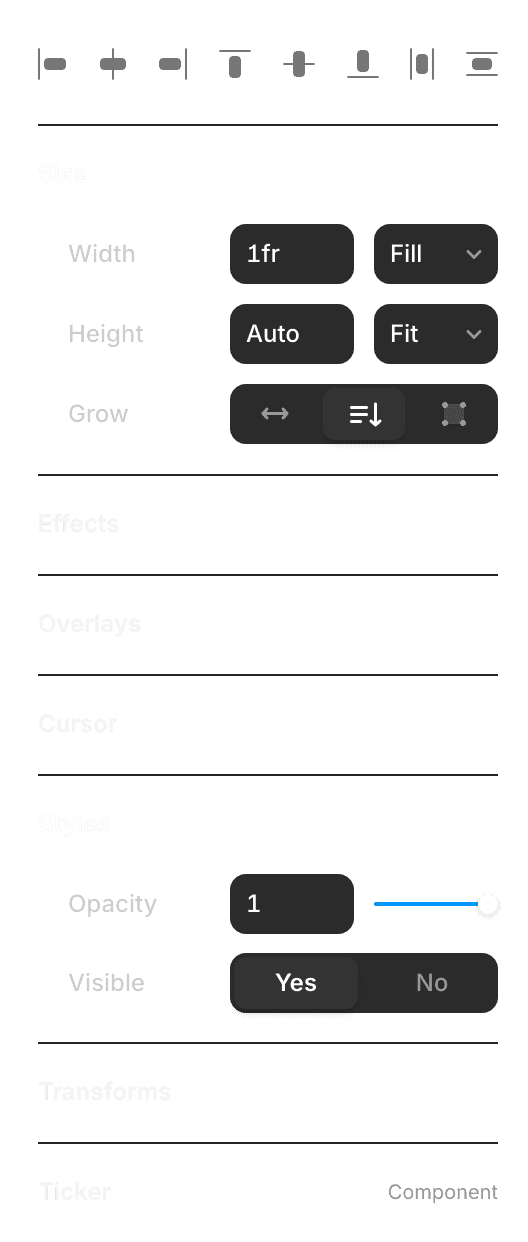 Size
Width 1fr Fill
Height Auto Fit
Grow
Effects
Overlays
Cursor
Styles
Opacity 1
Visible Yes No
Transforms
Ticker Component